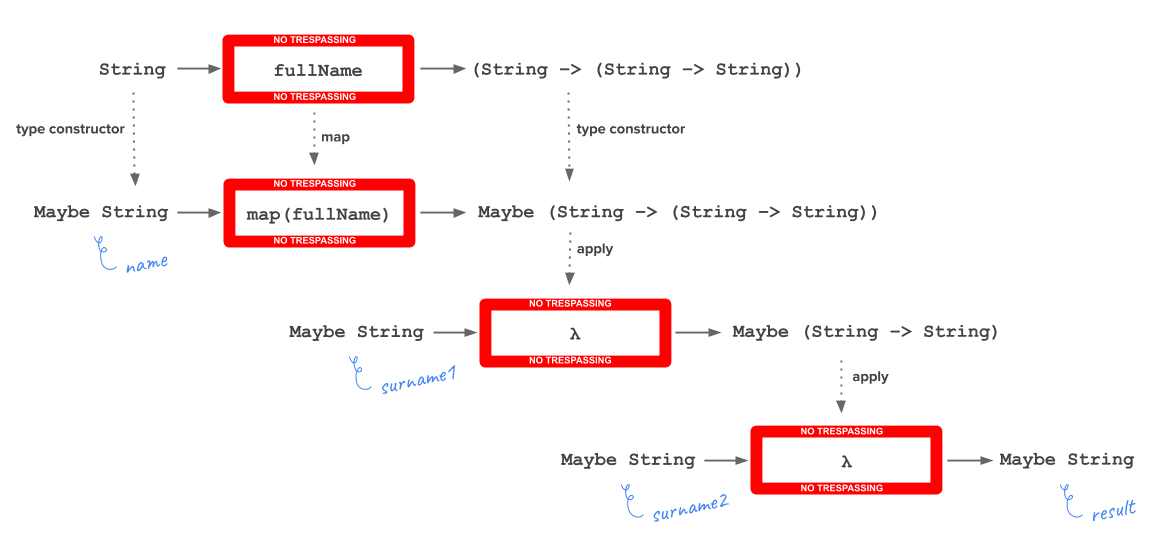 NO TRESPASSING
String fullName (String -> (String -> String))
NO TRESPASSING
type constructor map type constructor
NO TRESPASSING
Maybe String map(fullName) Maybe (String -> (String -> String))
NO TRESPASSING
name apply
NO TRESPASSING
Maybe String λ Maybe (String -> String)
NO TRESPASSING
surname1 apply
NO TRESPASSING
Maybe String λ Maybe String
NO TRESPASSING
surname2 result